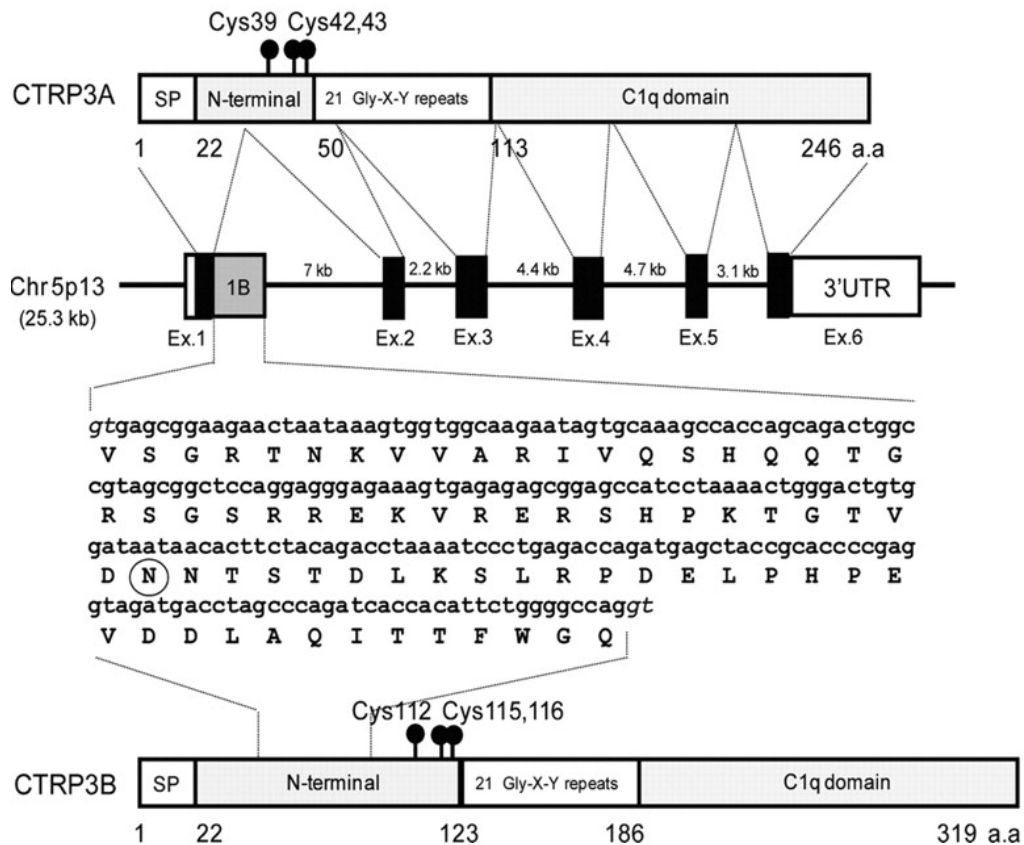 Cys39 Cys42,43
CTRP3A SP N-terminal 21 Gly-X-Y repeats C1q domain
1 22 50 113 246 a.a
Chr 5p13 1B 7 kb 2.2 kb 4.4 kb 4.7 kb 3.1 kb 3'UTR
(25.3 kb)
Ex.1 Ex.2 Ex.3 Ex.4 Ex.5 Ex.6
gtgagcggaagaactaataaagtggtggcaagaatagtgcaaagccaccagcagactggc
V S G R T N K V V A R I V Q S H Q Q T G
cgtagcggctccaggagggagaaagtgagagagcggagccatcctaaaactgggactgtg
R S G S R R E K V R E R S H P K T G T V
gataataacacttctacagacctaaaatccctgagaccagatgagctaccgcaccccgag
D N N T S T D L K S L R P D E L P H P E
gtagatgacctagcccagatcaccacattctggggccaggt
V D D L A Q I T T F W G Q
Cys112 Cys115,116
CTRP3B SP N-terminal 21 Gly-X-Y repeats C1q domain
1 22 123 186 319 a.a